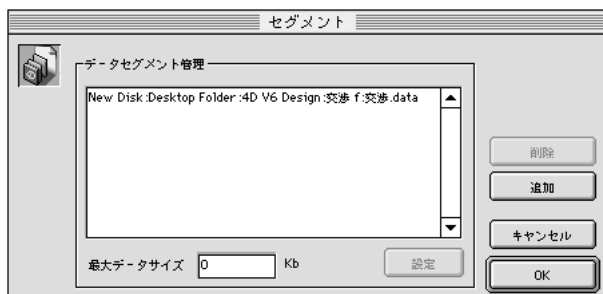 セグメント
データセグメント管理
New Disk:Desktop Folder:4D V6 Design:交渉 f:交渉.data
削除
追加
キャンセル
最大データサイズ 0 Kb 設定
OK